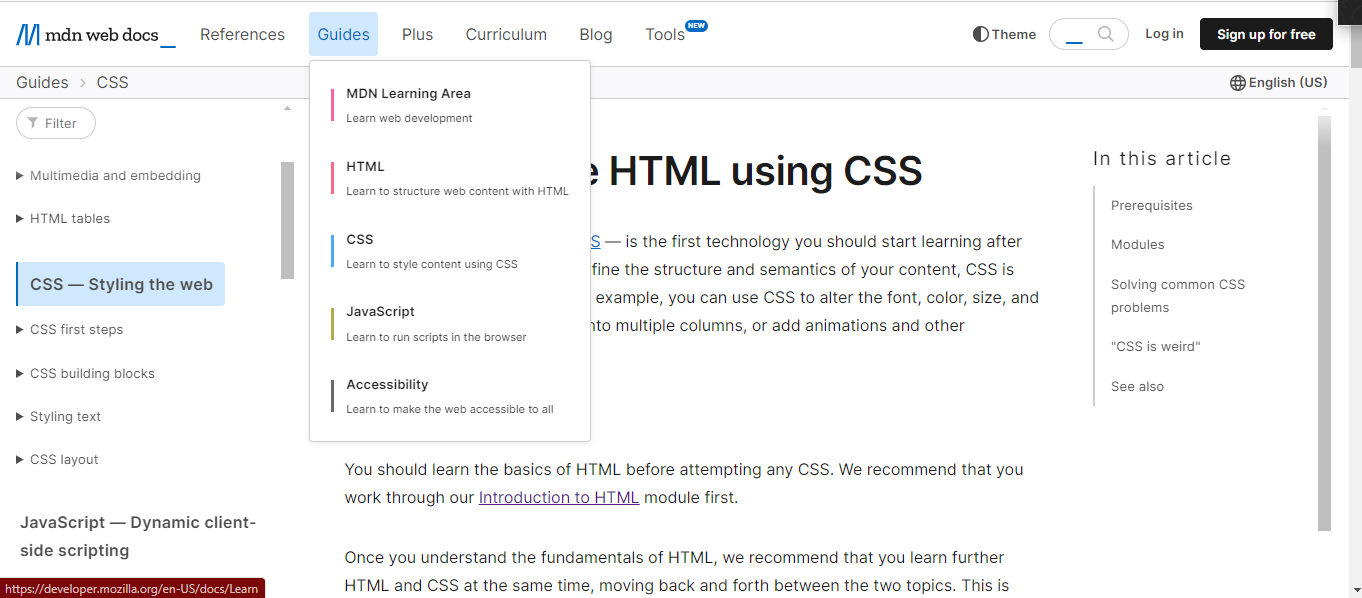 mdn web docs
References
Guides
Plus
Curriculum
Blog
Tools
NEW
Theme
Log in
Sign up for free
Guides
CSS
English (US)
Filter
Multimedia and embedding
HTML tables
CSS — Styling the web
CSS first steps
CSS building blocks
Styling text
CSS layout
JavaScript — Dynamic client-
side scripting
https://developer.mozilla.org/en-US/docs/Learn
MDN Learning Area
Learn web development
HTML
Learn to structure web content with HTML
CSS
Learn to style content using CSS
JavaScript
Learn to run scripts in the browser
Accessibility
Learn to make the web accessible to all
HTML using CSS
— is the first technology you should start learning after
fine the structure and semantics of your content, CSS is
example, you can use CSS to alter the font, color, size, and
nto multiple columns, or add animations and other
You should learn the basics of HTML before attempting any CSS. We recommend that you
work through our Introduction to HTML module first.
Once you understand the fundamentals of HTML, we recommend that you learn further
HTML and CSS at the same time, moving back and forth between the two topics. This is
In this article
Prerequisites
Modules
Solving common CSS
problems
"CSS is weird"
See also